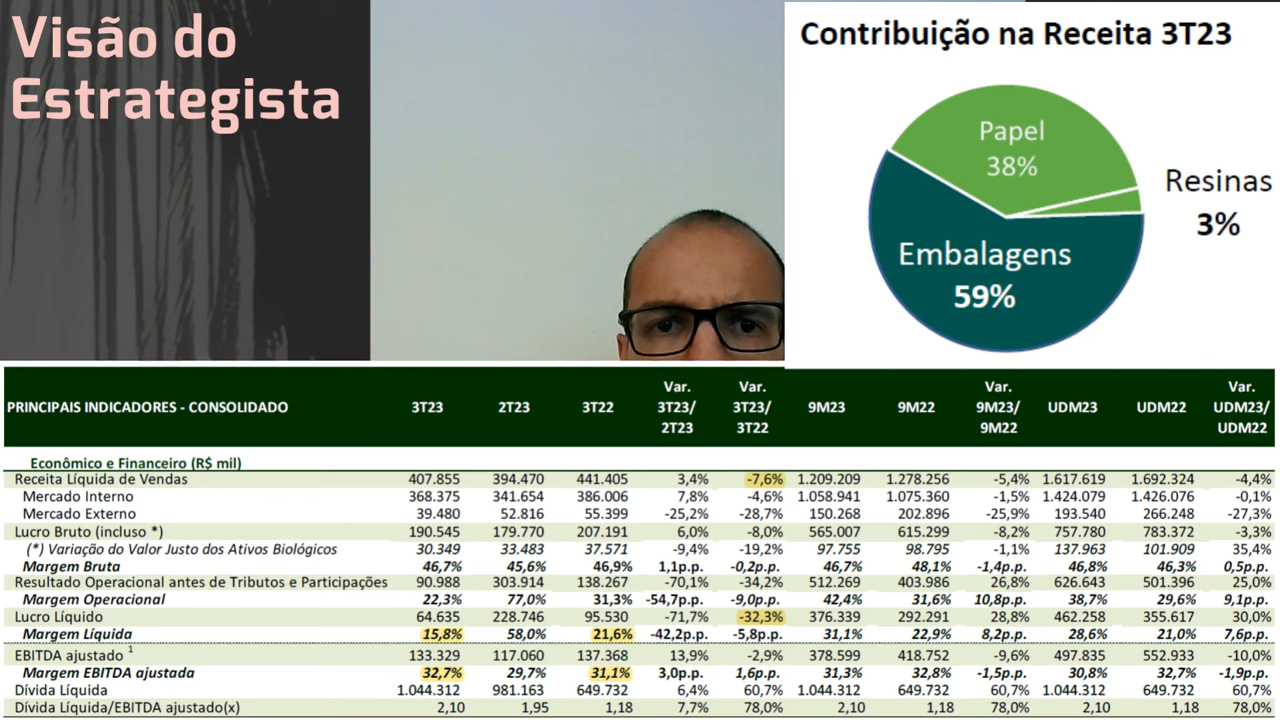 Visão do
Estrategista
Contribuição na Receita 3T23
Papel
38%
Resinas
3%
Embalagens
59%
PRINCIPAIS INDICADORES - CONSOLIDADO 3T23 2T23 3T22 Var. 3T23/ 2T23 Var. 3T23/ 3T22 9M23 9M22 Var. 9M23/ 9M22 UDM23 UDM22 Var. UDM23/ UDM22
Econômico e Financeiro (R$ mil)
Receita Líquida de Vendas 407.855 394.470 441.405 3,4% -7,6% 1.209.209 1.278.256 -5,4% 1.617.619 1.692.324 -4,4%
Mercado Interno 368.375 341.654 386.006 7,8% -4,6% 1.058.941 1.075.360 -1,5% 1.424.079 1.426.076 -0,1%
Mercado Externo 39.480 52.816 55.399 -25,2% -28,7% 150.268 202.896 -25,9% 193.540 266.248 -27,3%
Lucro Bruto (incluso *) 190.545 179.770 207.191 6,0% -8,0% 565.007 615.299 -8,2% 757.780 783.372 -3,3%
(*) Variação do Valor Justo dos Ativos Biológicos 30.349 33.483 37.571 -9,4% -19,2% 97.755 98.795 -1,1% 137.963 101.909 35,4%
Margem Bruta 46,7% 45,6% 46,9% 1,1p.p. -0,2p.p. 46,7% 48,1% -1,4p.p. 46,8% 46,3% 0,5p.p.
Resultado Operacional antes de Tributos e Participações 90.988 303.914 138.267 -70,1% -34,2% 512.269 403.986 26,8% 626.643 501.396 25,0%
Margem Operacional 22,3% 77,0% 31,3% -54,7p.p. -9,0p.p. 42,4% 31,6% 10,8p.p. 38,7% 29,6% 9,1p.p.
Lucro Líquido 64.635 228.746 95.530 -71,7% -32,3% 376.339 292.291 28,8% 462.258 355.617 30,0%
Margem Líquida 15,8% 58,0% 21,6% -42,2p.p. -5,8p.p. 31,1% 22,9% 8,2p.p. 28,6% 21,0% 7,6p.p.
EBITDA ajustado 1 133.329 117.060 137.368 13,9% -2,9% 378.599 418.752 -9,6% 497.835 552.933 -10,0%
Margem EBITDA ajustada 32,7% 29,7% 31,1% 3,0p.p. 1,6p.p. 31,3% 32,8% -1,5p.p. 30,8% 32,7% -1,9p.p.
Dívida Líquida 1.044.312 981.163 649.732 6,4% 60,7% 1.044.312 649.732 60,7% 1.044.312 649.732 60,7%
Dívida Líquida/EBITDA ajustado(x) 2,10 1,95 1,18 7,7% 78,0% 2,10 1,18 78,0% 2,10 1,18 78,0%